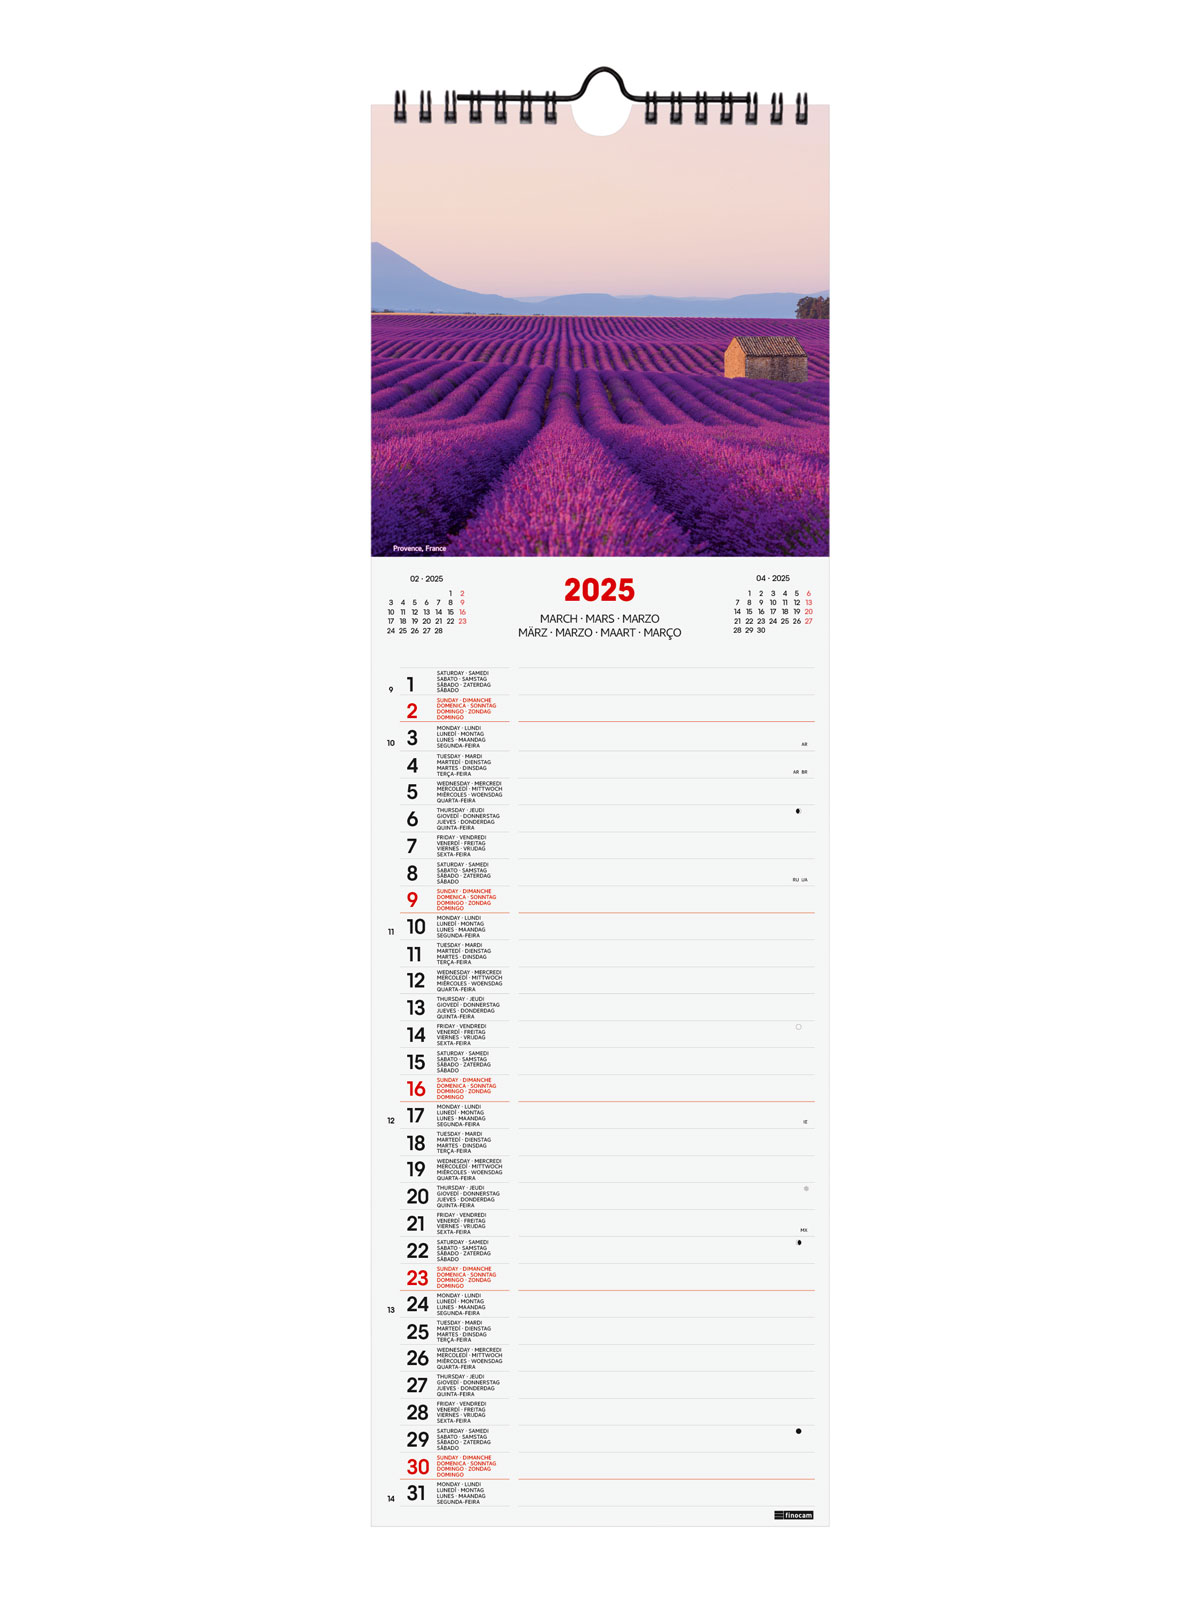 Provence, France
02 · 2025
1 2
3 4 5 6 7 8 9
10 11 12 13 14 15 16
17 18 19 20 21 22 23
24 25 26 27 28
2025
MARCH · MARS · MARZO
MÄRZ · MARZO · MAART · MARÇO
04 · 2025
1 2 3 4 5 6
7 8 9 10 11 12 13
14 15 16 17 18 19 20
21 22 23 24 25 26 27
28 29 30
9 1
SATURDAY · SAMEDI
SABATO · SAMSTAG
SÁBADO · ZATERDAG
SÁBADO
2
SUNDAY · DIMANCHE
DOMENICA · SONNTAG
DOMINGO · ZONDAG
DOMINGO
10 3
MONDAY · LUNDI
LUNEDÌ · MONTAG
LUNES · MAANDAG
SEGUNDA-FEIRA
AR
4
TUESDAY · MARDI
MARTEDÌ · DIENSTAG
MARTES · DINSDAG
TERÇA-FEIRA
AR BR
5
WEDNESDAY · MERCREDI
MERCOLEDÌ · MITTWOCH
MIÉRCOLES · WOENSDAG
QUARTA-FEIRA
6
THURSDAY · JEUDI
GIOVEDÌ · DONNERSTAG
JUEVES · DONDERDAG
QUINTA-FEIRA
7
FRIDAY · VENDREDI
VENERDÌ · FREITAG
VIERNES · VRIJDAG
SEXTA-FEIRA
8
SATURDAY · SAMEDI
SABATO · SAMSTAG
SÁBADO · ZATERDAG
SÁBADO
RU UA
9
SUNDAY · DIMANCHE
DOMENICA · SONNTAG
DOMINGO · ZONDAG
DOMINGO
11 10
MONDAY · LUNDI
LUNEDÌ · MONTAG
LUNES · MAANDAG
SEGUNDA-FEIRA
11
TUESDAY · MARDI
MARTEDÌ · DIENSTAG
MARTES · DINSDAG
TERÇA-FEIRA
12
WEDNESDAY · MERCREDI
MERCOLEDÌ · MITTWOCH
MIÉRCOLES · WOENSDAG
QUARTA-FEIRA
13
THURSDAY · JEUDI
GIOVEDÌ · DONNERSTAG
JUEVES · DONDERDAG
QUINTA-FEIRA
14
FRIDAY · VENDREDI
VENERDÌ · FREITAG
VIERNES · VRIJDAG
SEXTA-FEIRA
15
SATURDAY · SAMEDI
SABATO · SAMSTAG
SÁBADO · ZATERDAG
SÁBADO
16
SUNDAY · DIMANCHE
DOMENICA · SONNTAG
DOMINGO · ZONDAG
DOMINGO
12 17
MONDAY · LUNDI
LUNEDÌ · MONTAG
LUNES · MAANDAG
SEGUNDA-FEIRA
IE
18
TUESDAY · MARDI
MARTEDÌ · DIENSTAG
MARTES · DINSDAG
TERÇA-FEIRA
19
WEDNESDAY · MERCREDI
MERCOLEDÌ · MITTWOCH
MIÉRCOLES · WOENSDAG
QUARTA-FEIRA
20
THURSDAY · JEUDI
GIOVEDÌ · DONNERSTAG
JUEVES · DONDERDAG
QUINTA-FEIRA
21
FRIDAY · VENDREDI
VENERDÌ · FREITAG
VIERNES · VRIJDAG
SEXTA-FEIRA
MX
22
SATURDAY · SAMEDI
SABATO · SAMSTAG
SÁBADO · ZATERDAG
SÁBADO
23
SUNDAY · DIMANCHE
DOMENICA · SONNTAG
DOMINGO · ZONDAG
DOMINGO
13 24
MONDAY · LUNDI
LUNEDÌ · MONTAG
LUNES · MAANDAG
SEGUNDA-FEIRA
25
TUESDAY · MARDI
MARTEDÌ · DIENSTAG
MARTES · DINSDAG
TERÇA-FEIRA
26
WEDNESDAY · MERCREDI
MERCOLEDÌ · MITTWOCH
MIÉRCOLES · WOENSDAG
QUARTA-FEIRA
27
THURSDAY · JEUDI
GIOVEDÌ · DONNERSTAG
JUEVES · DONDERDAG
QUINTA-FEIRA
28
FRIDAY · VENDREDI
VENERDÌ · FREITAG
VIERNES · VRIJDAG
SEXTA-FEIRA
29
SATURDAY · SAMEDI
SABATO · SAMSTAG
SÁBADO · ZATERDAG
SÁBADO
30
SUNDAY · DIMANCHE
DOMENICA · SONNTAG
DOMINGO · ZONDAG
DOMINGO
14 31
MONDAY · LUNDI
LUNEDÌ · MONTAG
LUNES · MAANDAG
SEGUNDA-FEIRA
finocam